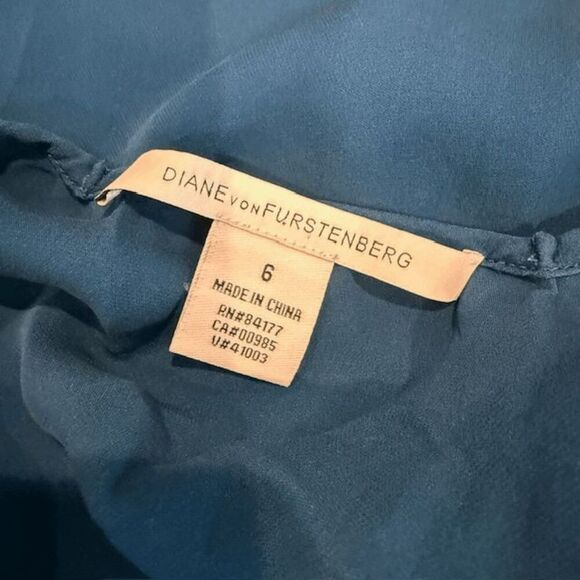 DIANE VON FURSTENBERG
6
MADE IN CHINA
RN#84177
CA#00985
V#41003